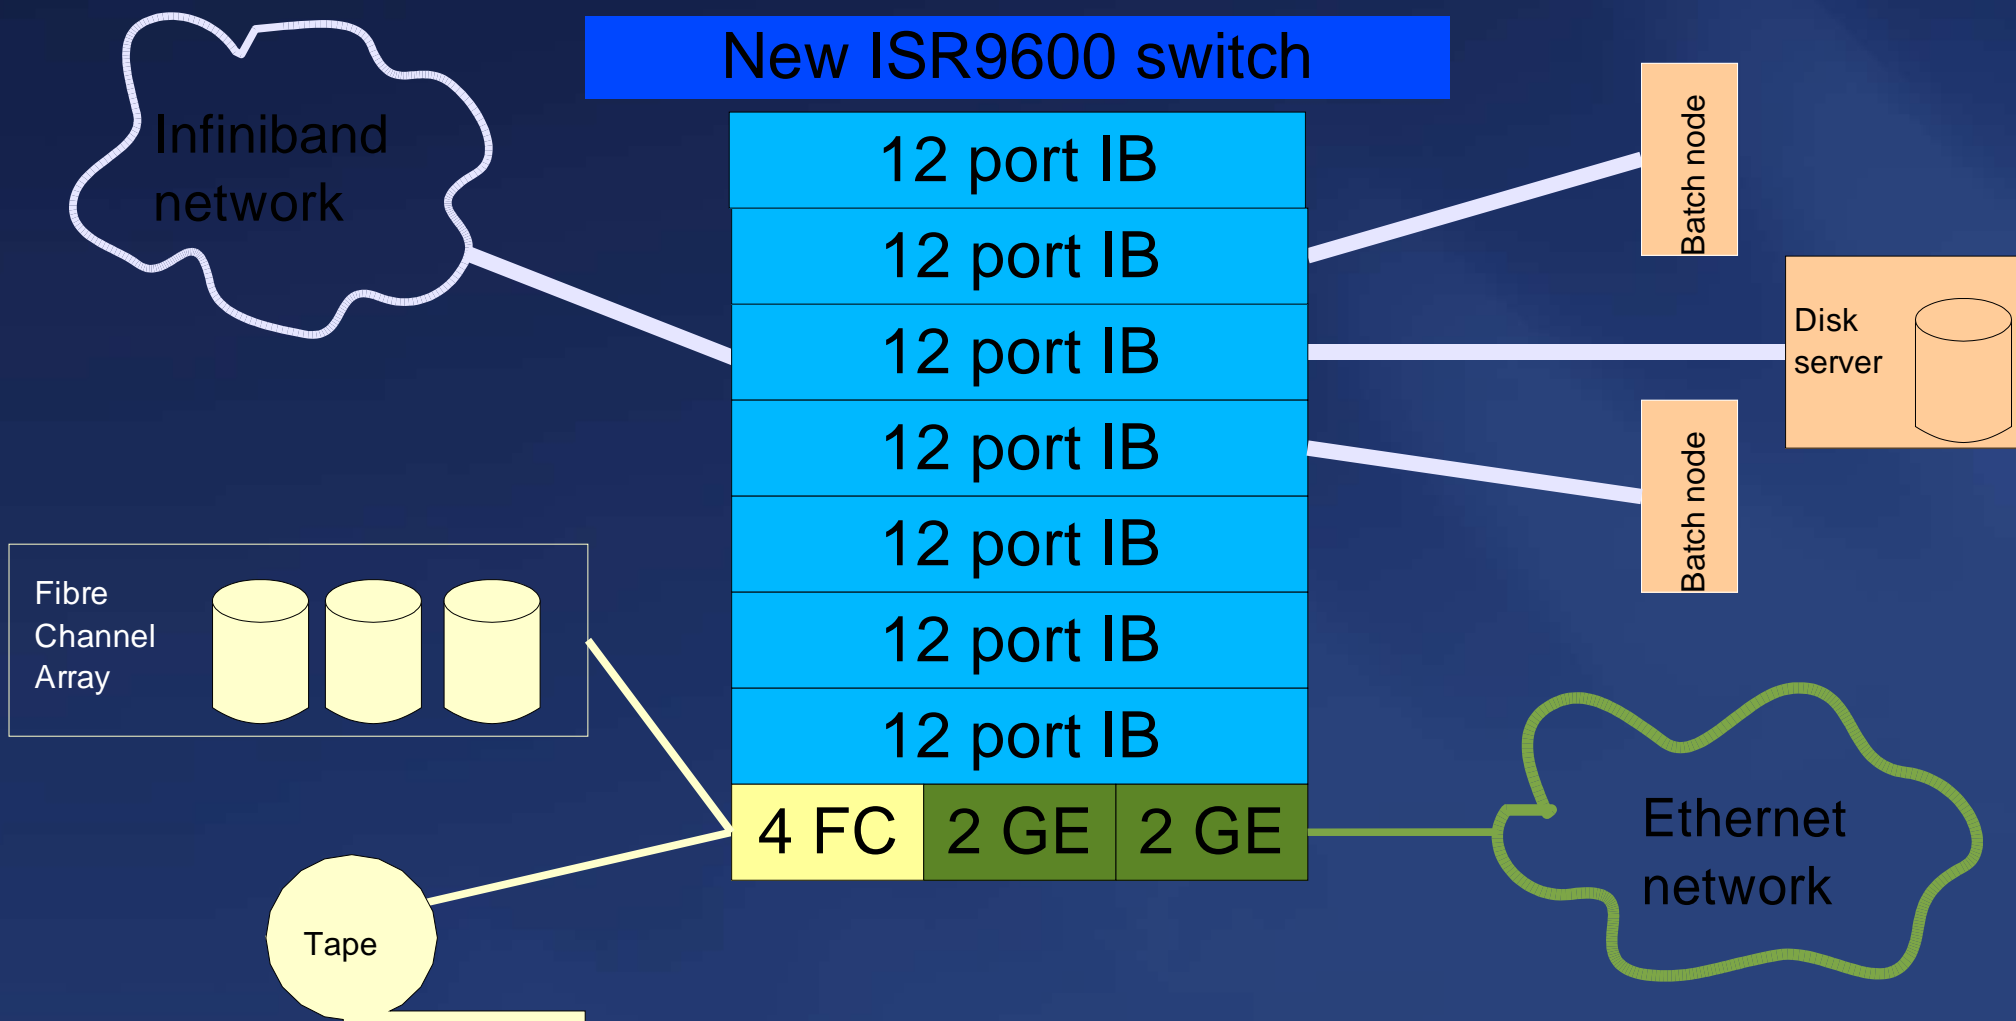 New ISR9600 switch
Infiniband
network
12 port IB
12 port IB
12 port IB
12 port IB
12 port IB
12 port IB
12 port IB
4 FC
2 GE
2 GE
Batch node
Disk
server
Batch node
Fibre
Channel
Array
Tape
Ethernet
network